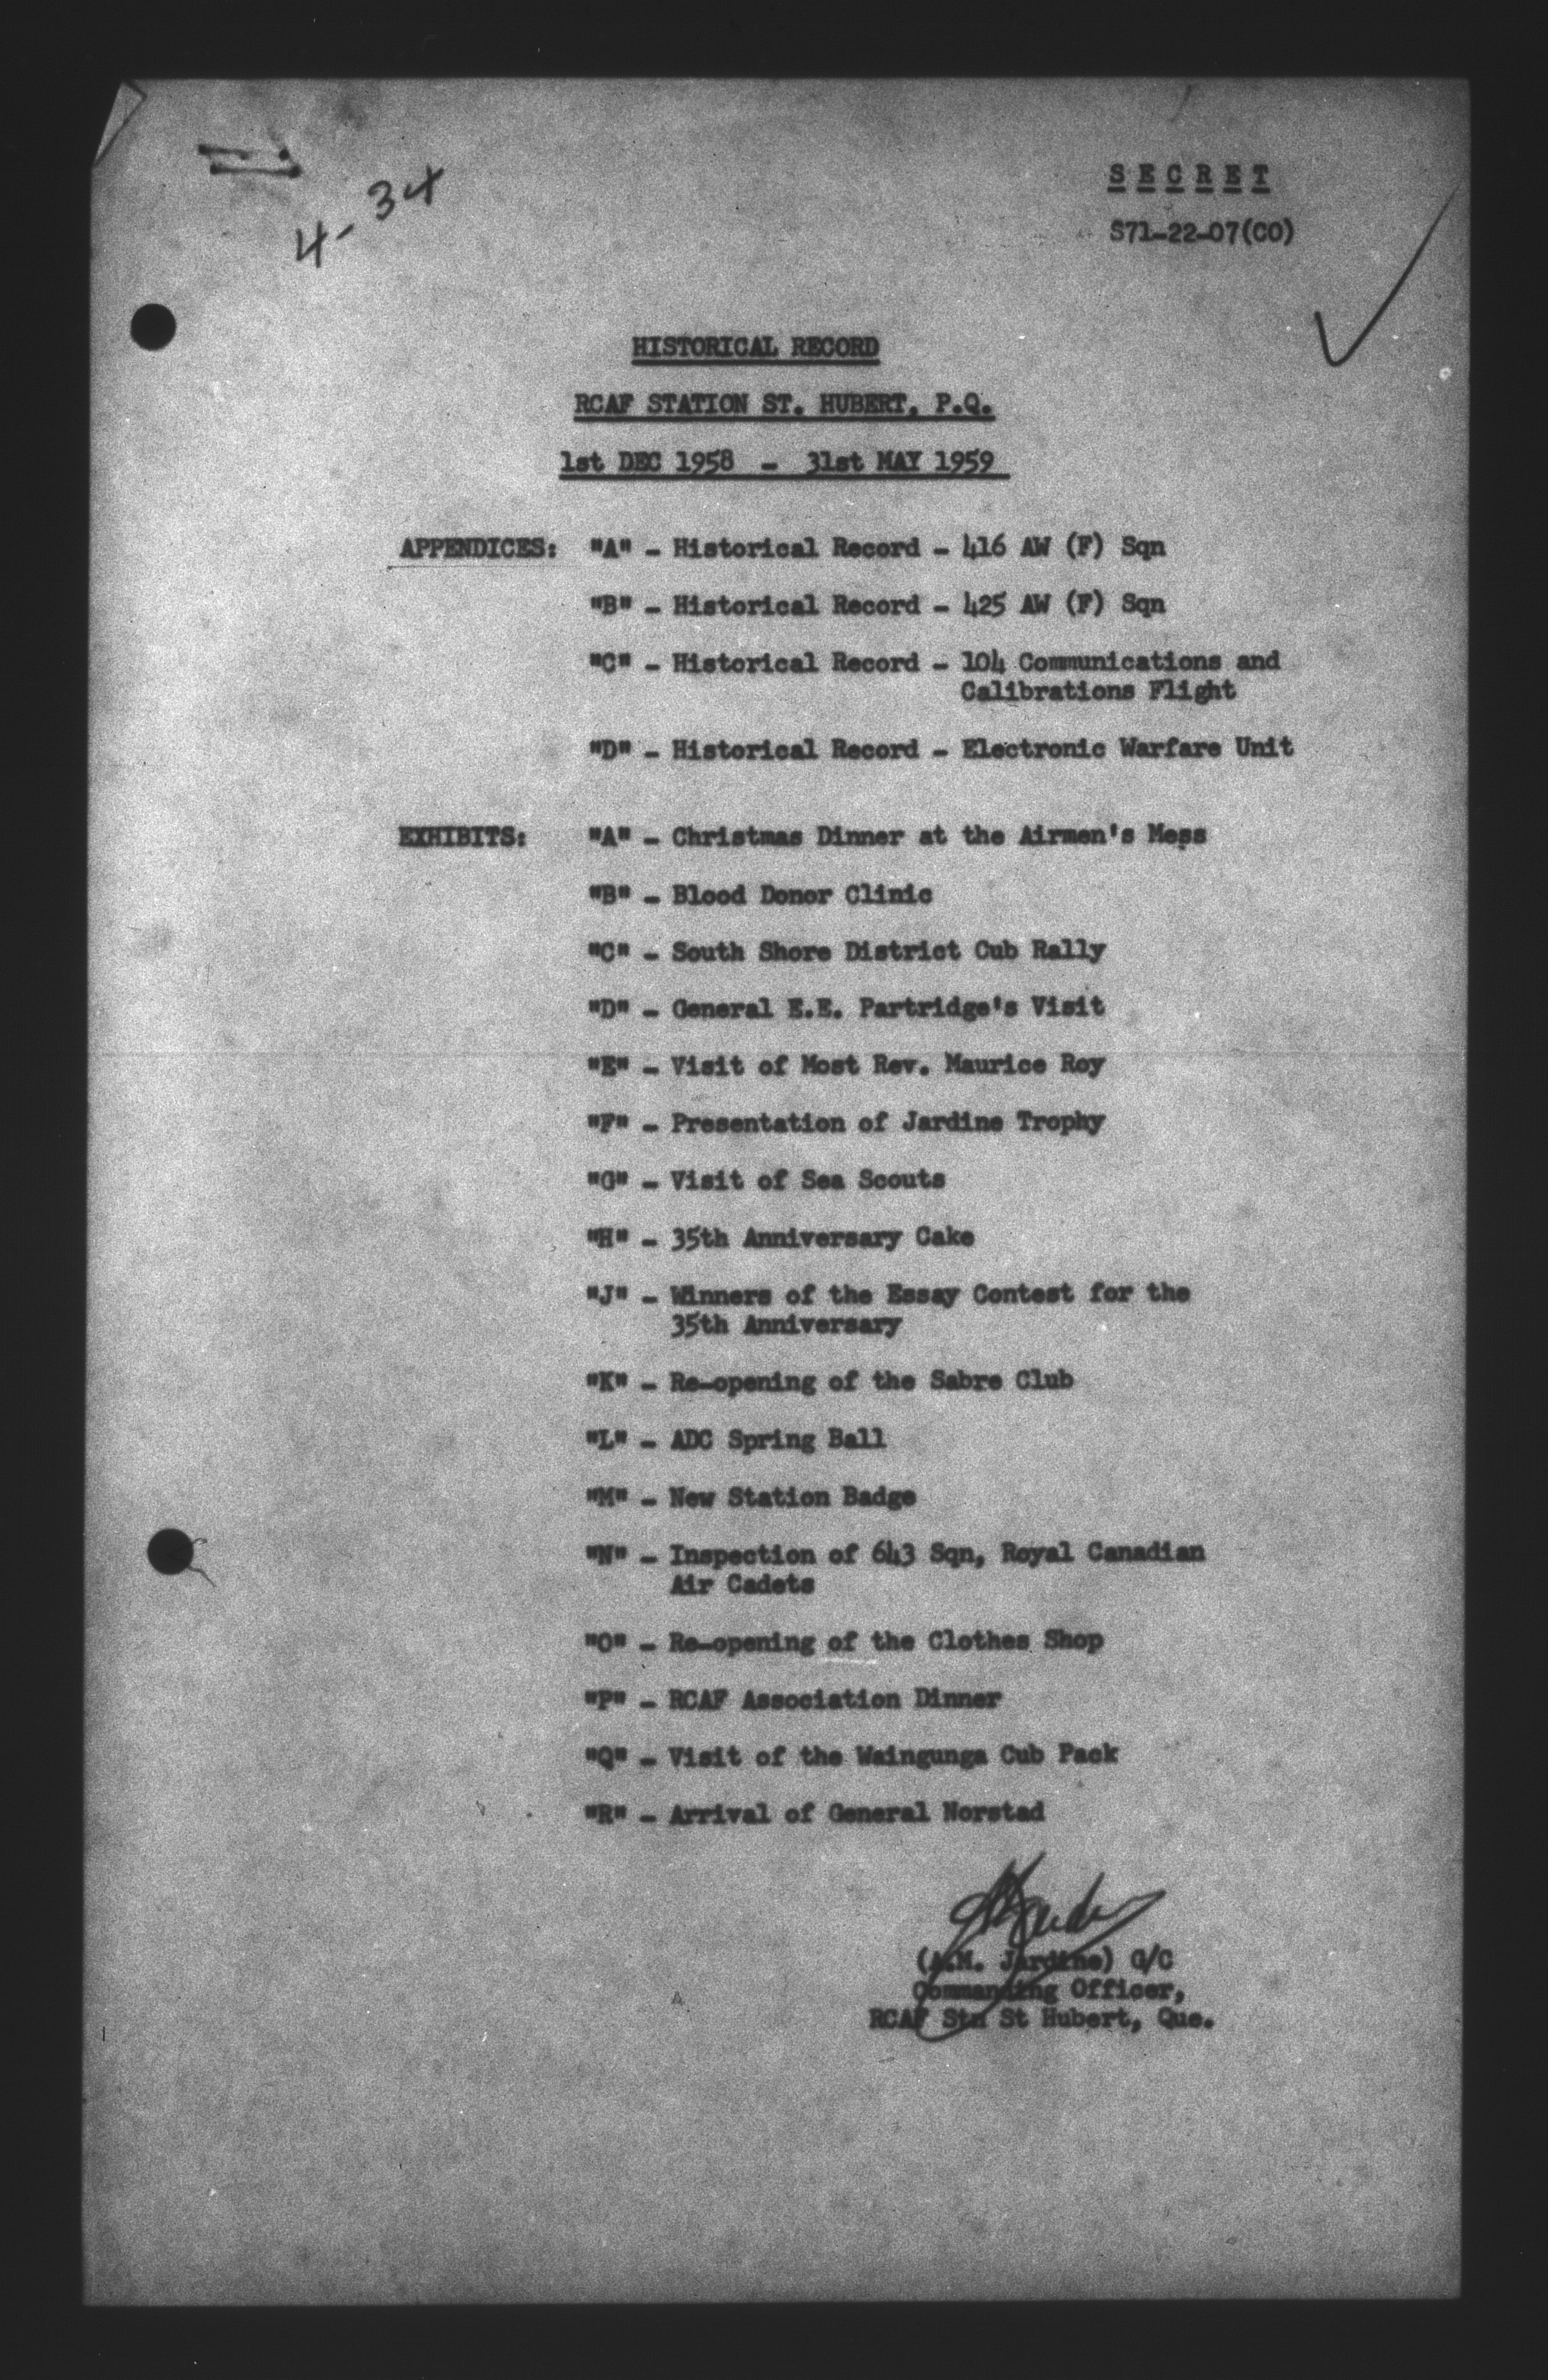 4-34
SECRET
S71-22-07(CO)
HISTORICAL RECORD
RCAF STATION ST. HUBERT, P.Q.
1st DEC 1958 - 31st MAY 1959
APPENDICES: "A" - Historical Record - 416 AW (F) Sqn
"B" - Historical Record - 425 AW (F) Sqn
"C" - Historical Record - 104 Communications and
Calibrations Flight
"D" - Historical Record - Electronic Warfare Unit
EXHIBITS: "A" - Christmas Dinner at the Airmen's Mess
"B" - Blood Donor Clinic
"C" - South Shore District Cub Rally
"D" - General E.E. Partridge's Visit
"E" - Visit of Most Rev. Maurice Roy
"F" - Presentation of Jardine Trophy
"G" - Visit of Sea Scouts
"H" - 35th Anniversary Cake
"J" - Winners of the Essay Contest for the
35th Anniversary
"K" - Re-opening of the Sabre Club
"L" - ADC Spring Ball
"M" - New Station Badge
"N" - Inspection of 643 Sqn, Royal Canadian
Air Cadets
"O" - Re-opening of the Clothes Shop
"P" - RCAF Association Dinner
"Q" - Visit of the Waingunga Cub Pack
"R" - Arrival of General Norstad
(A.M. Jardine) G/C
Commanding Officer,
RCAF Stn St Hubert, Que.